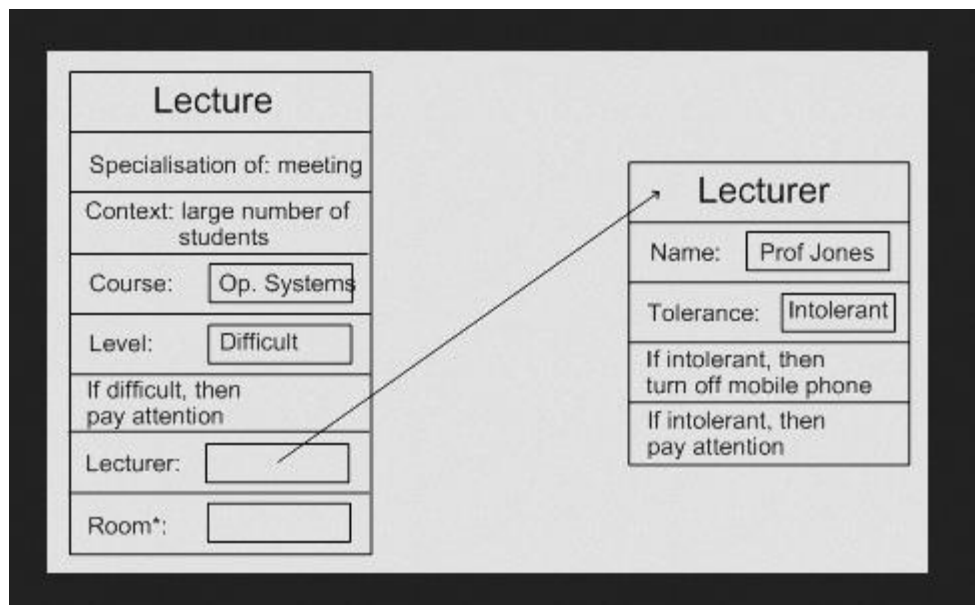 Lecture
Specialisation of: meeting
Context: large number of
students
Course: Op. Systems
Level: Difficult
If difficult, then
pay attention
Lecturer:
Room*:
Lecturer
Name: Prof Jones
Tolerance: Intolerant
If intolerant, then
turn off mobile phone
If intolerant, then
pay attention